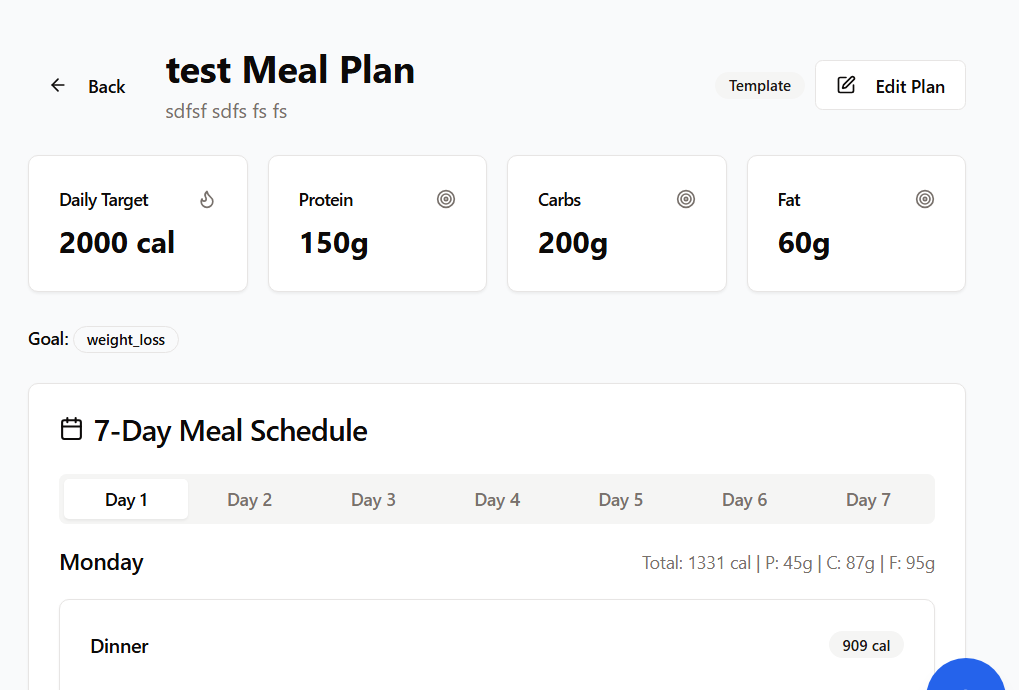 Back
test Meal Plan
sdfsf sdfs fs fs
Template
Edit Plan
Daily Target
2000 cal
Protein
150g
Carbs
200g
Fat
60g
Goal: weight_loss
7-Day Meal Schedule
Day 1 Day 2 Day 3 Day 4 Day 5 Day 6 Day 7
Monday
Total: 1331 cal | P: 45g | C: 87g | F: 95g
Dinner
909 cal